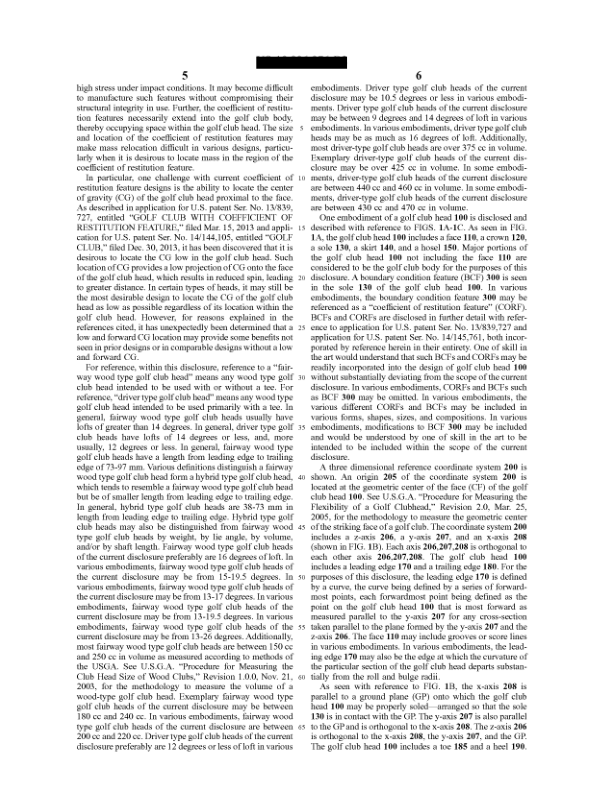 5
high stress under impact conditions. It may become difficult
to manufacture such features without compromising their
structural integrity in use. Further, the coefficient of restitu-
tion features necessarily extend into the golf club body,
thereby occupying space within the golf club head. The size
and location of the coefficient of restitution features may
make mass relocation difficult in various designs, particu-
larly when it is desirous to locate mass in the region of the
coefficient of restitution feature.
In particular, one challenge with current coefficient of
restitution feature designs is the ability to locate the center
of gravity (CG) of the golf club head proximal to the face.
As described in application for U.S. patent Ser. No. 13/839,
727, entitled “GOLF CLUB WITH COEFFICIENT OF
RESTITUTION FEATURE,” filed Mar. 15, 2013 and appli-
cation for U.S. patent Ser. No. 14/144,105, entitled “GOLF
CLUB,” filed Dec. 30, 2013, it has been discovered that it is
desirous to locate the CG low in the golf club head. Such
location of CG provides a low projection of CG onto the face
of the golf club head, which results in reduced spin, leading
to greater distance. In certain types of heads, it may still be
the most desirable design to locate the CG of the golf club
head as low as possible regardless of its location within the
golf club head. However, for reasons explained in the
references cited, it has unexpectedly been determined that a
low and forward CG location may provide some benefits not
seen in prior designs or in comparable designs without a low
and forward CG.
For reference, within this disclosure, reference to a “fair-
way wood type golf club head” means any wood type golf
club head intended to be used with or without a tee. For
reference, “driver type golf club head” means any wood type
golf club head intended to be used primarily with a tee. In
general, fairway wood type golf club heads usually have
lofts of greater than 14 degrees. In general, driver type golf
club heads have lofts of 14 degrees or less, and, more
usually, 12 degrees or less. In general, fairway wood type
golf club heads have a length from leading edge to trailing
edge of 73-97 mm. Various definitions distinguish a fairway
wood type golf club head form a hybrid type golf club head,
which tends to resemble a fairway wood type golf club head
but be of smaller length from leading edge to trailing edge.
In general, hybrid type golf club heads are 38-73 mm in
length from leading edge to trailing edge. Hybrid type golf
club heads may also be distinguished from fairway wood
type golf club heads by weight, by lie angle, by volume,
and/or by shaft length. Fairway wood type golf club heads
of the current disclosure preferably are 16 degrees of loft. In
various embodiments, fairway wood type golf club heads of
the current disclosure may be from 15-19.5 degrees. In
various embodiments, fairway wood type golf club heads of
the current disclosure may be from 13-17 degrees. In various
embodiments, fairway wood type golf club heads of the
current disclosure may be from 13-19.5 degrees. In various
embodiments, fairway wood type golf club heads of the
current disclosure may be from 13-26 degrees. Additionally,
most fairway wood type golf club heads are between 150 cc
and 250 cc in volume as measured according to methods of
the USGA. See U.S.G.A. “Procedure for Measuring the
Club Head Size of Wood Clubs,” Revision 1.0.0, Nov. 21,
2003, for the methodology to measure the volume of a
wood-type golf club head. Exemplary fairway wood type
golf club heads of the current disclosure may be between
180 cc and 240 cc. In various embodiments, fairway wood
type golf club heads of the current disclosure are between
200 cc and 220 cc. Driver type golf club heads of the current
disclosure preferably are 12 degrees or less of loft in various
5
10
15
20
25
30
35
40
45
50
55
60
65
6
embodiments. Driver type golf club heads of the current
disclosure may be 10.5 degrees or less in various embodi-
ments. Driver type golf club heads of the current disclosure
may be between 9 degrees and 14 degrees of loft in various
embodiments. In various embodiments, driver type golf club
heads may be as much as 16 degrees of loft. Additionally,
most driver-type golf club heads are over 375 cc in volume.
Exemplary driver-type golf club heads of the current dis-
closure may be over 425 cc in volume. In some embodi-
ments, driver-type golf club heads of the current disclosure
are between 440 cc and 460 cc in volume. In some embodi-
ments, driver-type golf club heads of the current disclosure
are between 430 cc and 470 cc in volume.
One embodiment of a golf club head 100 is disclosed and
described with reference to FIGS. 1A-1C. As seen in FIG.
1A, the golf club head 100 includes a face 110, a crown 120,
a sole 130, a skirt 140, and a hosel 150. Major portions of
the golf club head 100 not including the face 110 are
considered to be the golf club body for the purposes of this
disclosure. A boundary condition feature (BCF) 300 is seen
in the sole 130 of the golf club head 100. In various
embodiments, the boundary condition feature 300 may be
referenced as a “coefficient of restitution feature” (CORF).
BCFs and CORFs are disclosed in further detail with refer-
ence to application for U.S. patent Ser. No. 13/839,727 and
application for U.S. patent Ser. No. 14/145,761, both incor-
porated by reference herein in their entirety. One of skill in
the art would understand that such BCFs and CORFs may be
readily incorporated into the design of golf club head 100
without substantially deviating from the scope of the current
disclosure. In various embodiments, CORFs and BCFs such
as BCF 300 may be omitted. In various embodiments, the
various different CORFs and BCFs may be included in
various forms, shapes, sizes, and compositions. In various
embodiments, modifications to BCF 300 may be included
and would be understood by one of skill in the art to be
intended to be included within the scope of the current
disclosure.
A three dimensional reference coordinate system 200 is
shown. An origin 205 of the coordinate system 200 is
located at the geometric center of the face (CF) of the golf
club head 100. See U.S.G.A. “Procedure for Measuring the
Flexibility of a Golf Clubhead,” Revision 2.0, Mar. 25,
2005, for the methodology to measure the geometric center
of the striking face of a golf club. The coordinate system 200
includes a z-axis 206, a y-axis 207, and an x-axis 208
(shown in FIG. 1B). Each axis 206,207,208 is orthogonal to
each other axis 206,207,208. The golf club head 100
includes a leading edge 170 and a trailing edge 180. For the
purposes of this disclosure, the leading edge 170 is defined
by a curve, the curve being defined by a series of forward-
most points, each forwardmost point being defined as the
point on the golf club head 100 that is most forward as
measured parallel to the y-axis 207 for any cross-section
taken parallel to the plane formed by the y-axis 207 and the
z-axis 206. The face 110 may include grooves or score lines
in various embodiments. In various embodiments, the lead-
ing edge 170 may also be the edge at which the curvature of
the particular section of the golf club head departs substan-
tially from the roll and bulge radii.
As seen with reference to FIG. 1B, the x-axis 208 is
parallel to a ground plane (GP) onto which the golf club
head 100 may be properly soled—arranged so that the sole
130 is in contact with the GP. The y-axis 207 is also parallel
to the GP and is orthogonal to the x-axis 208. The z-axis 206
is orthogonal to the x-axis 208, the y-axis 207, and the GP.
The golf club head 100 includes a toe 185 and a heel 190.